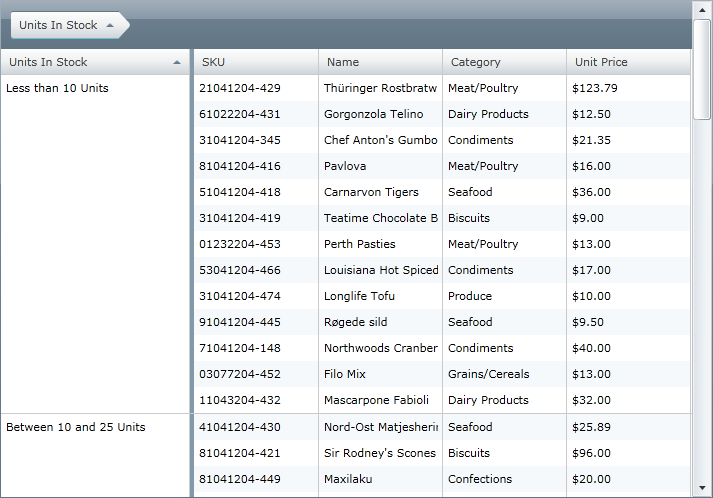 Units In Stock
Units In Stock SKU Name Category Unit Price
Less than 10 Units 21041204-429 Thüringer Rostbratw Meat/Poultry $123.79
61022204-431 Gorgonzola Telino Dairy Products $12.50
31041204-345 Chef Anton's Gumbo Condiments $21.35
81041204-416 Pavlova Meat/Poultry $16.00
51041204-418 Carnarvon Tigers Seafood $36.00
31041204-419 Teatime Chocolate B Biscuits $9.00
01232204-453 Perth Pasties Meat/Poultry $13.00
53041204-466 Louisiana Hot Spiced Condiments $17.00
31041204-474 Longlife Tofu Produce $10.00
91041204-445 Røgede sild Seafood $9.50
71041204-148 Northwoods Cranber Condiments $40.00
03077204-452 Filo Mix Grains/Cereals $13.00
11043204-432 Mascarpone Fabioli Dairy Products $32.00
Between 10 and 25 Units 41041204-430 Nord-Ost Matjesherin Seafood $25.89
81041204-421 Sir Rodney's Scones Biscuits $96.00
81041204-449 Maxilaku Confections $20.00